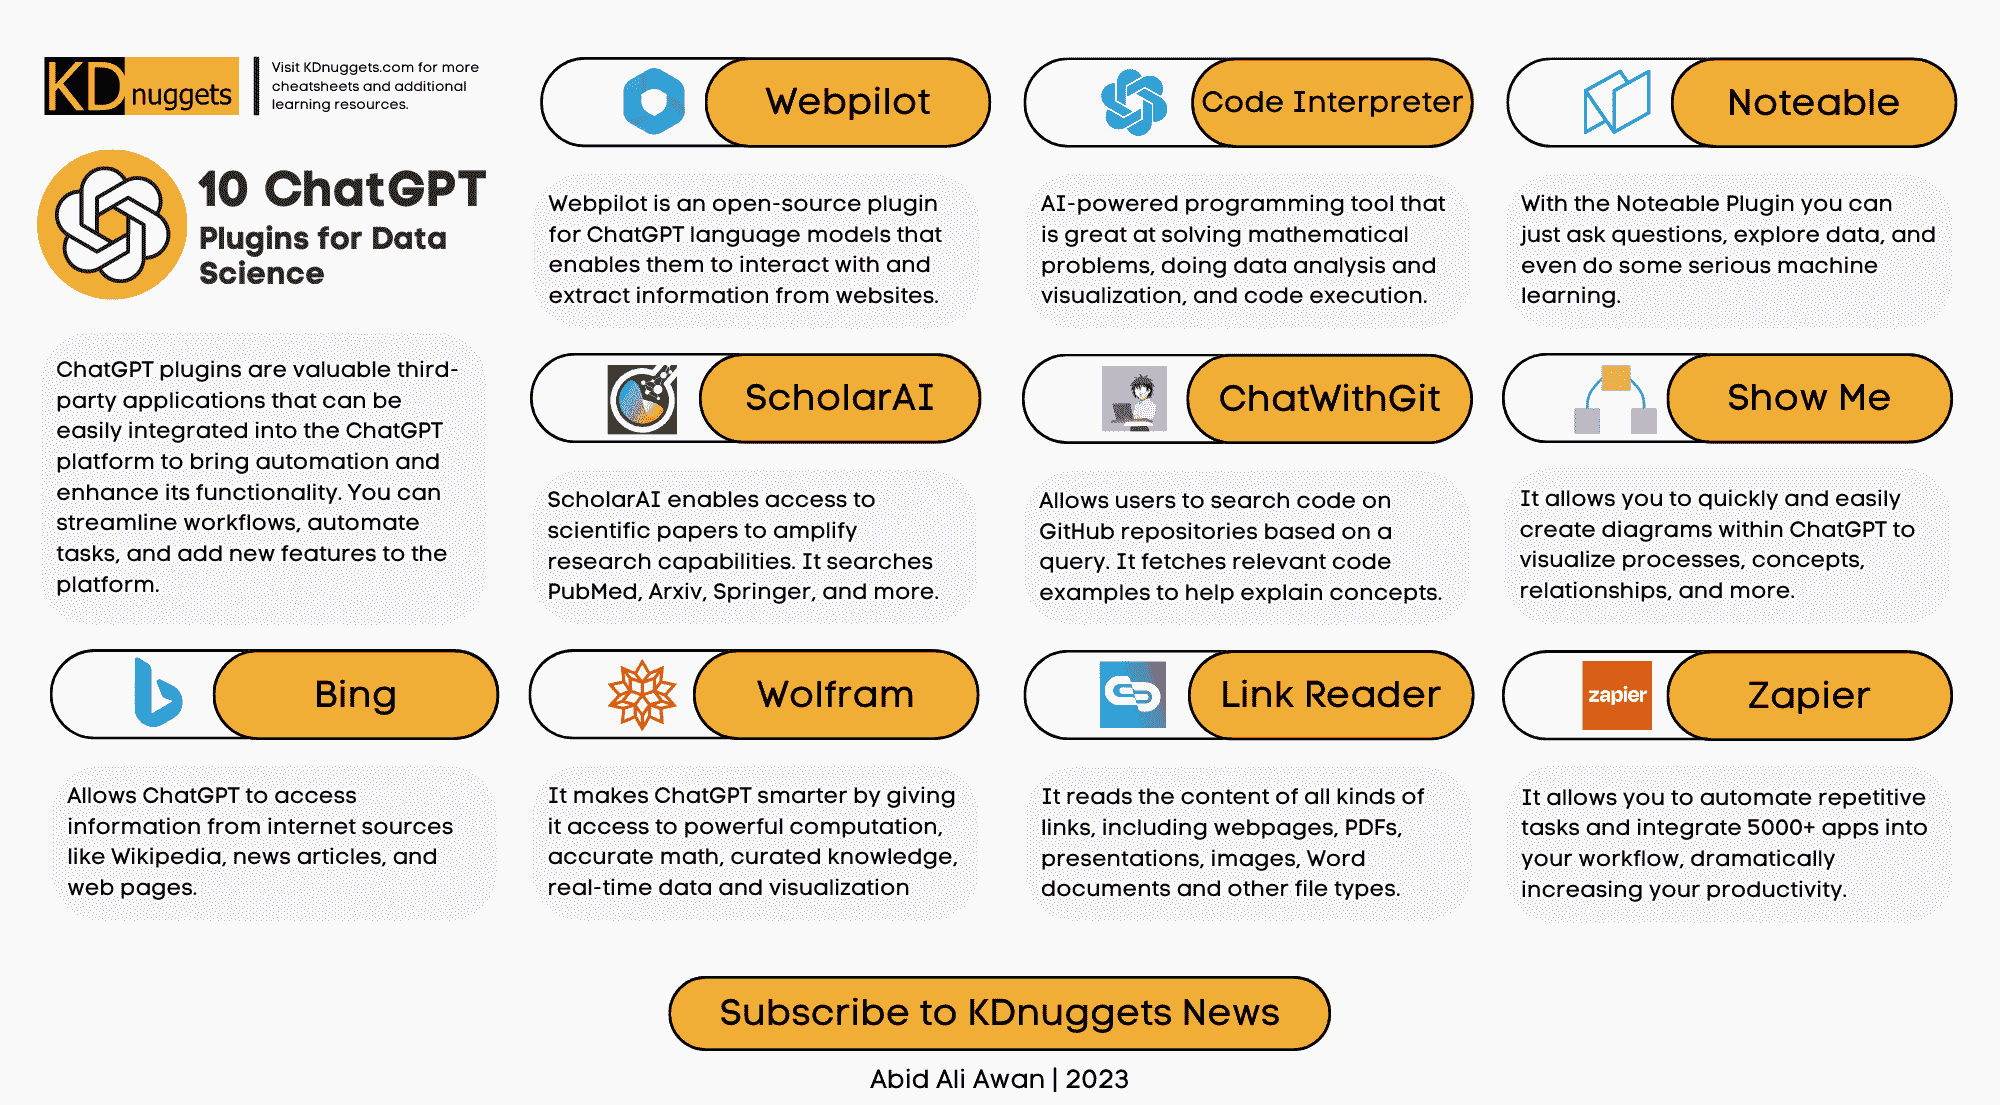 KDnuggets
Visit KDnuggets.com for more
cheatsheets and additional
learning resources.
10 ChatGPT
Plugins for Data
Science
ChatGPT plugins are valuable third-
party applications that can be
easily integrated into the ChatGPT
platform to bring automation and
enhance its functionality. You can
streamline workflows, automate
tasks, and add new features to the
platform.
Webpilot
Webpilot is an open-source plugin
for ChatGPT language models that
enables them to interact with and
extract information from websites.
Code Interpreter
AI-powered programming tool that
is great at solving mathematical
problems, doing data analysis and
visualization, and code execution.
Noteable
With the Noteable Plugin you can
just ask questions, explore data, and
even do some serious machine
learning.
ScholarAI
ScholarAI enables access to
scientific papers to amplify
research capabilities. It searches
PubMed, Arxiv, Springer, and more.
ChatWithGit
Allows users to search code on
GitHub repositories based on a
query. It fetches relevant code
examples to help explain concepts.
Show Me
It allows you to quickly and easily
create diagrams within ChatGPT to
visualize processes, concepts,
relationships, and more.
Bing
Allows ChatGPT to access
information from internet sources
like Wikipedia, news articles, and
web pages.
Wolfram
It makes ChatGPT smarter by giving
it access to powerful computation,
accurate math, curated knowledge,
real-time data and visualization
Link Reader
It reads the content of all kinds of
links, including webpages, PDFs,
presentations, images, Word
documents and other file types.
zapier
Zapier
It allows you to automate repetitive
tasks and integrate 5000+ apps into
your workflow, dramatically
increasing your productivity.
Subscribe to KDnuggets News
Abid Ali Awan | 2023